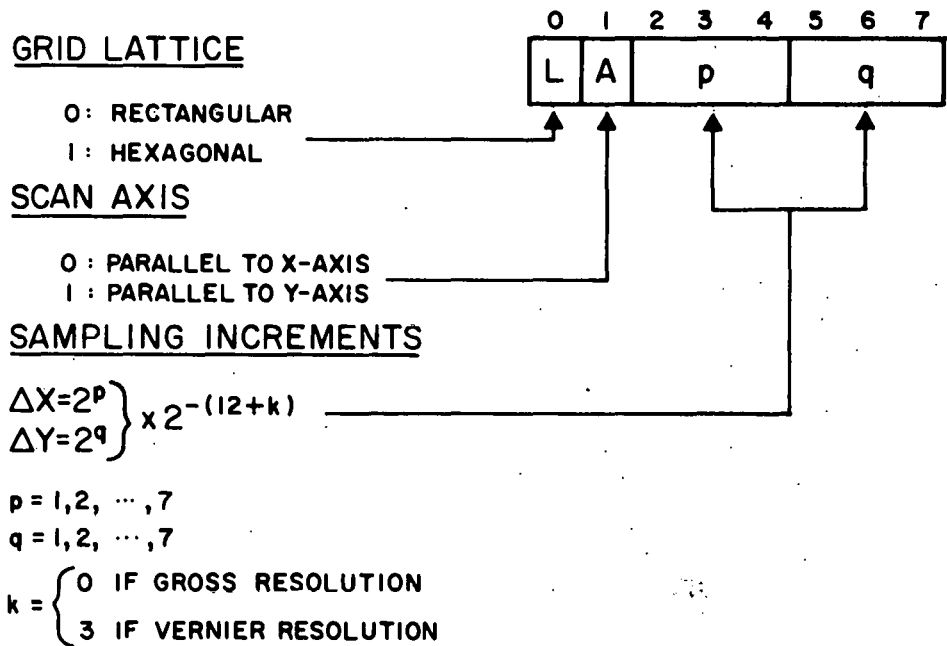 0 1 2 3 4 5 6 7
L A p q
GRID LATTICE
0: RECTANGULAR
1: HEXAGONAL
SCAN AXIS
0: PARALLEL TO X-AXIS
1: PARALLEL TO Y-AXIS
SAMPLING INCREMENTS
ΔX=2^p
ΔY=2^q } x 2^-(12+k)
p = 1,2, ···,7
q = 1,2, ···,7
k = { 0 IF GROSS RESOLUTION
3 IF VERNIER RESOLUTION